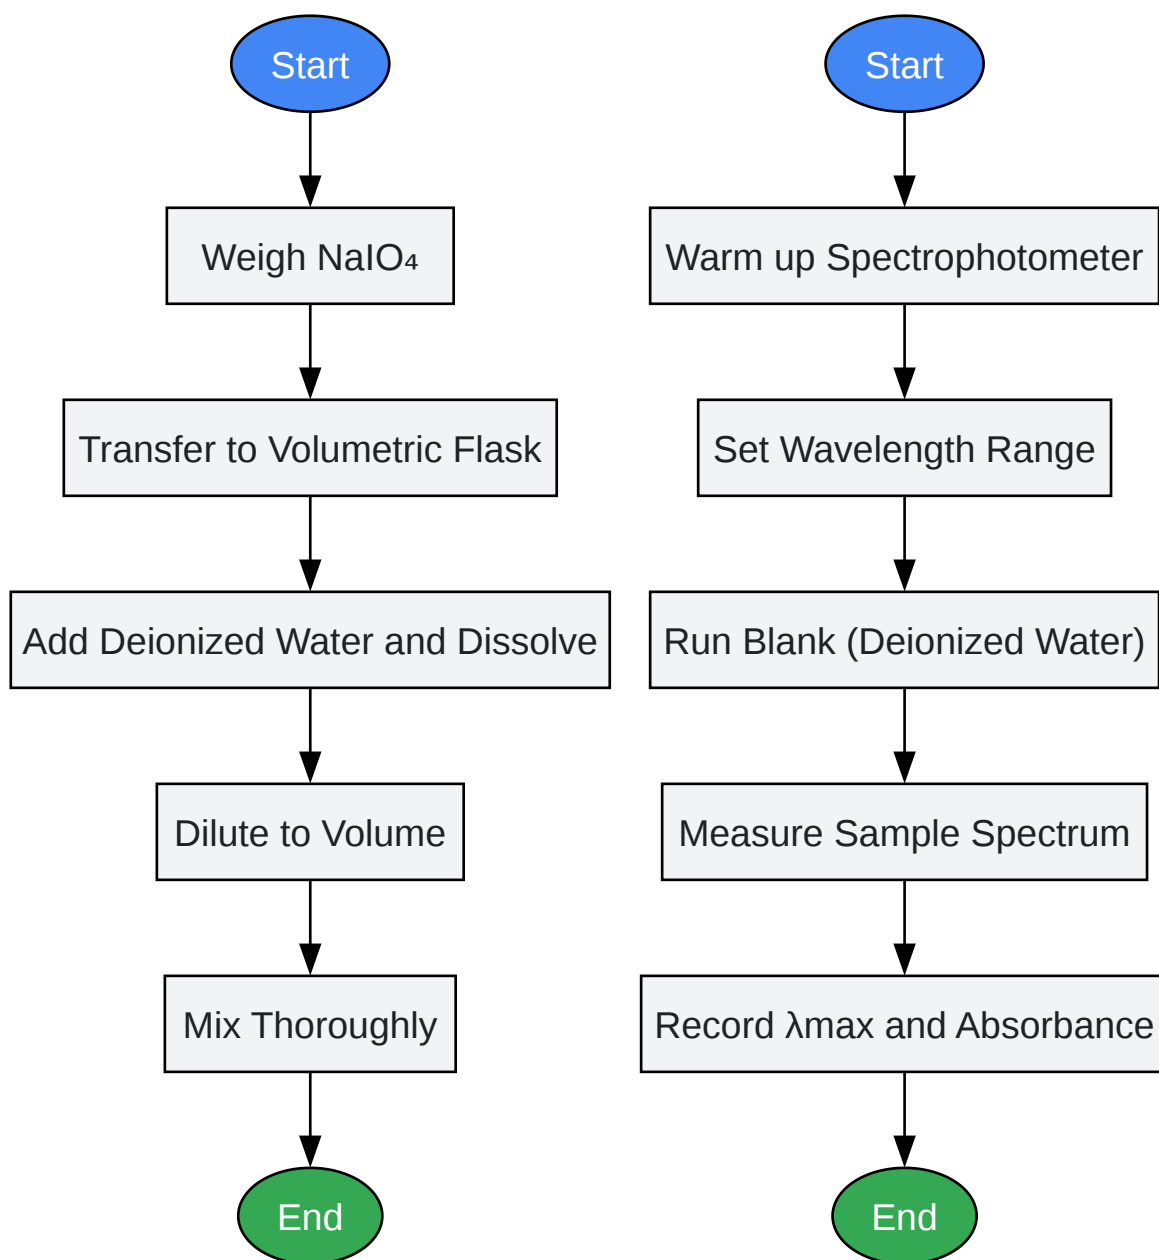 Start
Weigh NaIO₄
Transfer to Volumetric Flask
Add Deionized Water and Dissolve
Dilute to Volume
Mix Thoroughly
End
Start
Warm up Spectrophotometer
Set Wavelength Range
Run Blank (Deionized Water)
Measure Sample Spectrum
Record λmax and Absorbance
End